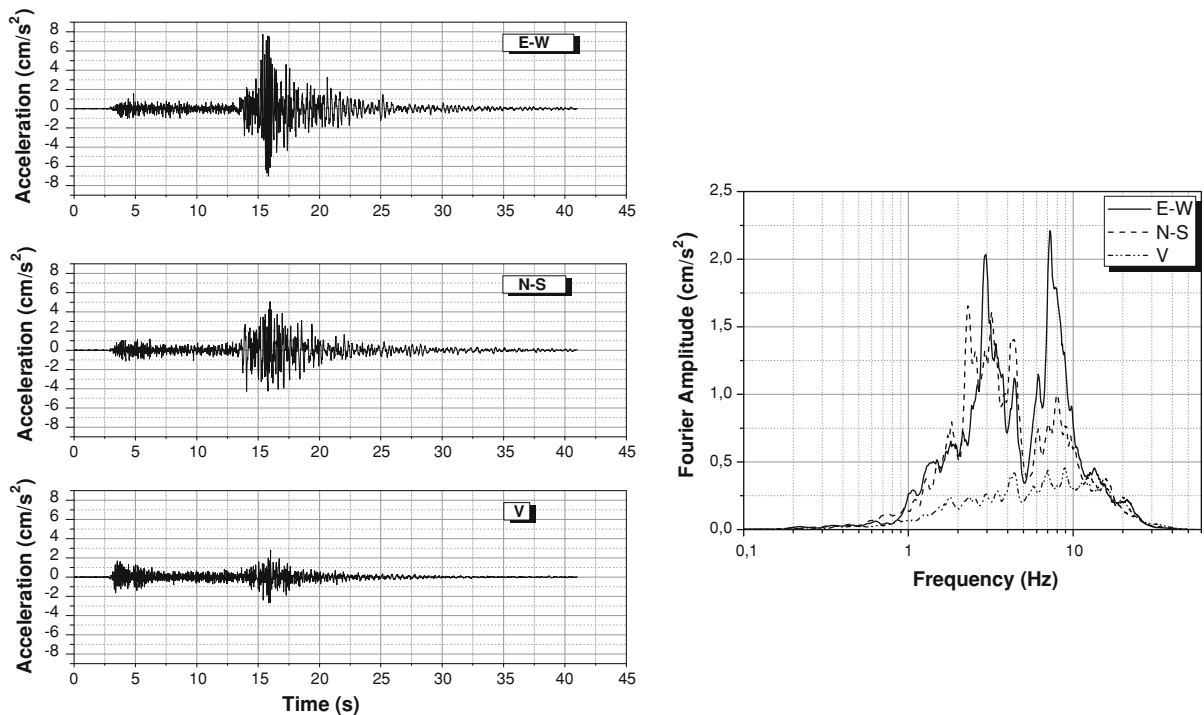 Acceleration (cm/s²)
8
6
4
2
0
-2
-4
-6
-8
E-W
0 5 10 15 20 25 30 35 40 45
Acceleration (cm/s²)
8
6
4
2
0
-2
-4
-6
-8
N-S
0 5 10 15 20 25 30 35 40 45
Acceleration (cm/s²)
8
6
4
2
0
-2
-4
-6
-8
V
0 5 10 15 20 25 30 35 40 45
Time (s)
Fourier Amplitude (cm/s²)
2,5
2,0
1,5
1,0
0,5
0,0
E-W
N-S
V
0,1 1 10
Frequency (Hz)